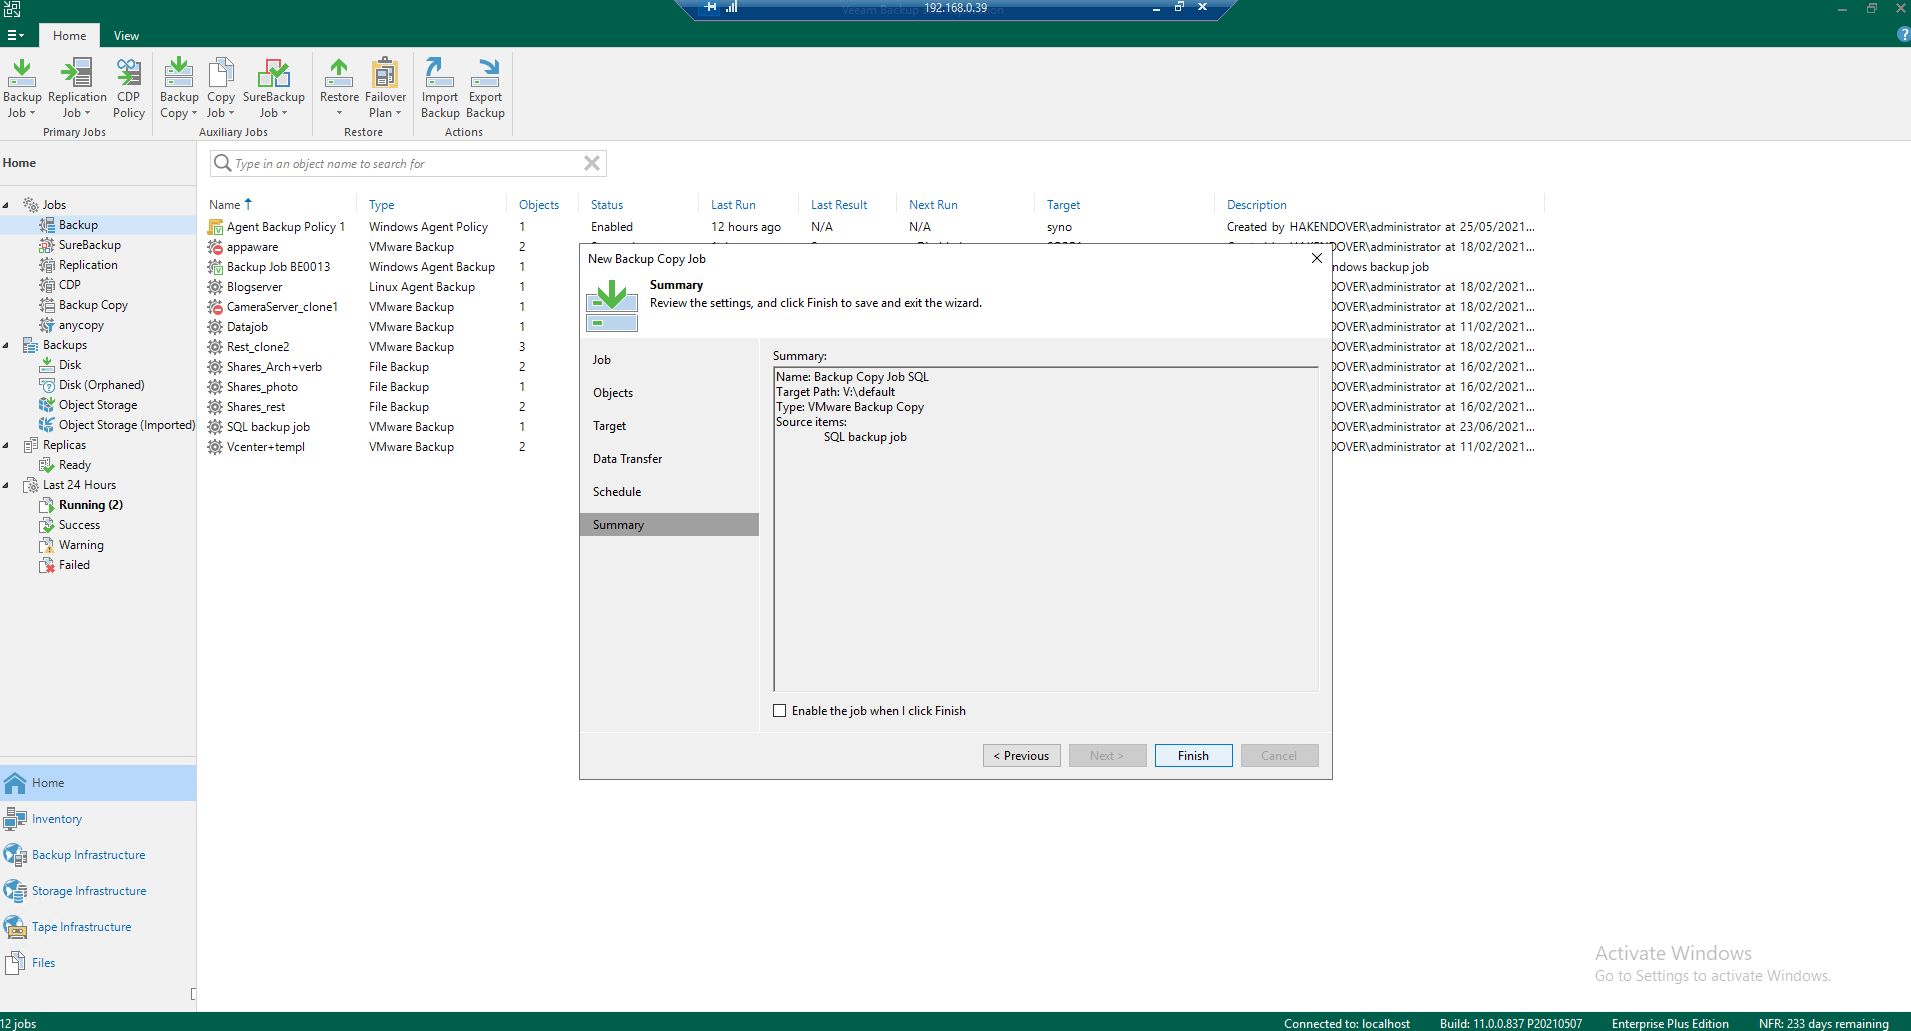 192.168.0.39
Veeam Backup
Home
View
Backup Job
Replication Job
CDP Policy
Primary Jobs
Backup Copy
Copy Job
SureBackup Job
Auxiliary Jobs
Restore
Failover Plan
Restore
Import Backup
Export Backup
Actions
Home
Type in an object name to search for
Jobs
Backup
SureBackup
Replication
CDP
Backup Copy
anycopy
Backups
Disk
Disk (Orphaned)
Object Storage
Object Storage (Imported)
Replicas
Ready
Last 24 Hours
Running (2)
Success
Warning
Failed
Home
Inventory
Backup Infrastructure
Storage Infrastructure
Tape Infrastructure
Files
Name Type Objects Status Last Run Last Result Next Run Target Description
Agent Backup Policy 1 Windows Agent Policy 1 Enabled 12 hours ago N/A N/A syno Created by HAKENDOVER\administrator at 25/05/2021...
appaware VMware Backup 2 OVER\administrator at 18/02/2021...
Backup Job BE0013 Windows Agent Backup 1 ndows backup job
Blogserver Linux Agent Backup 1 OVER\administrator at 18/02/2021...
CameraServer_clone1 VMware Backup 1 OVER\administrator at 18/02/2021...
Datajob VMware Backup 1 OVER\administrator at 11/02/2021...
Rest_clone2 VMware Backup 3 OVER\administrator at 18/02/2021...
Shares_Arch+verb File Backup 2 OVER\administrator at 16/02/2021...
Shares_photo File Backup 1 OVER\administrator at 16/02/2021...
Shares_rest File Backup 2 OVER\administrator at 16/02/2021...
SQL backup job VMware Backup 1 OVER\administrator at 23/06/2021...
Vcenter+templ VMware Backup 2 OVER\administrator at 11/02/2021...
New Backup Copy Job
Summary
Review the settings, and click Finish to save and exit the wizard.
Job
Objects
Target
Data Transfer
Schedule
Summary
Summary:
Name: Backup Copy Job SQL
Target Path: V:\default
Type: VMware Backup Copy
Source items:
SQL backup job
Enable the job when I click Finish
< Previous
Next >
Finish
Cancel
Activate Windows
Go to Settings to activate Windows.
12 jobs
Connected to: localhost
Build: 11.0.0.837 P20210507
Enterprise Plus Edition
NFR: 233 days remaining